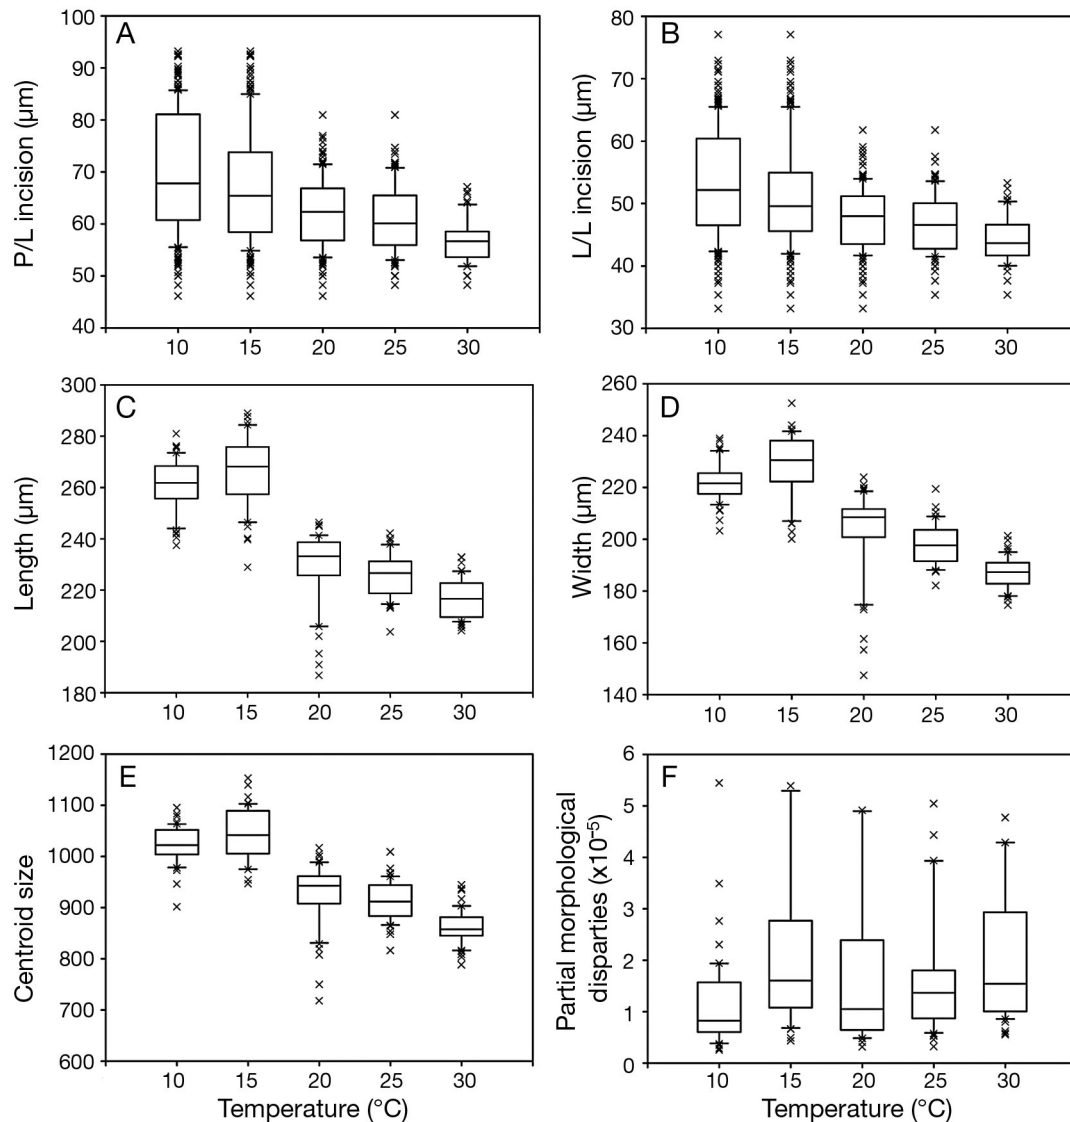 A
P/L incision (µm)
100
90
80
70
60
50
40
10 15 20 25 30
B
L/L incision (µm)
80
70
60
50
40
30
10 15 20 25 30
C
Length (µm)
300
280
260
240
220
200
180
10 15 20 25 30
D
Width (µm)
260
240
220
200
180
160
140
10 15 20 25 30
E
Centroid size
1200
1100
1000
900
800
700
600
10 15 20 25 30
Temperature (°C)
F
Partial morphological
disparties (x10⁻⁵)
6
5
4
3
2
1
0
10 15 20 25 30
Temperature (°C)